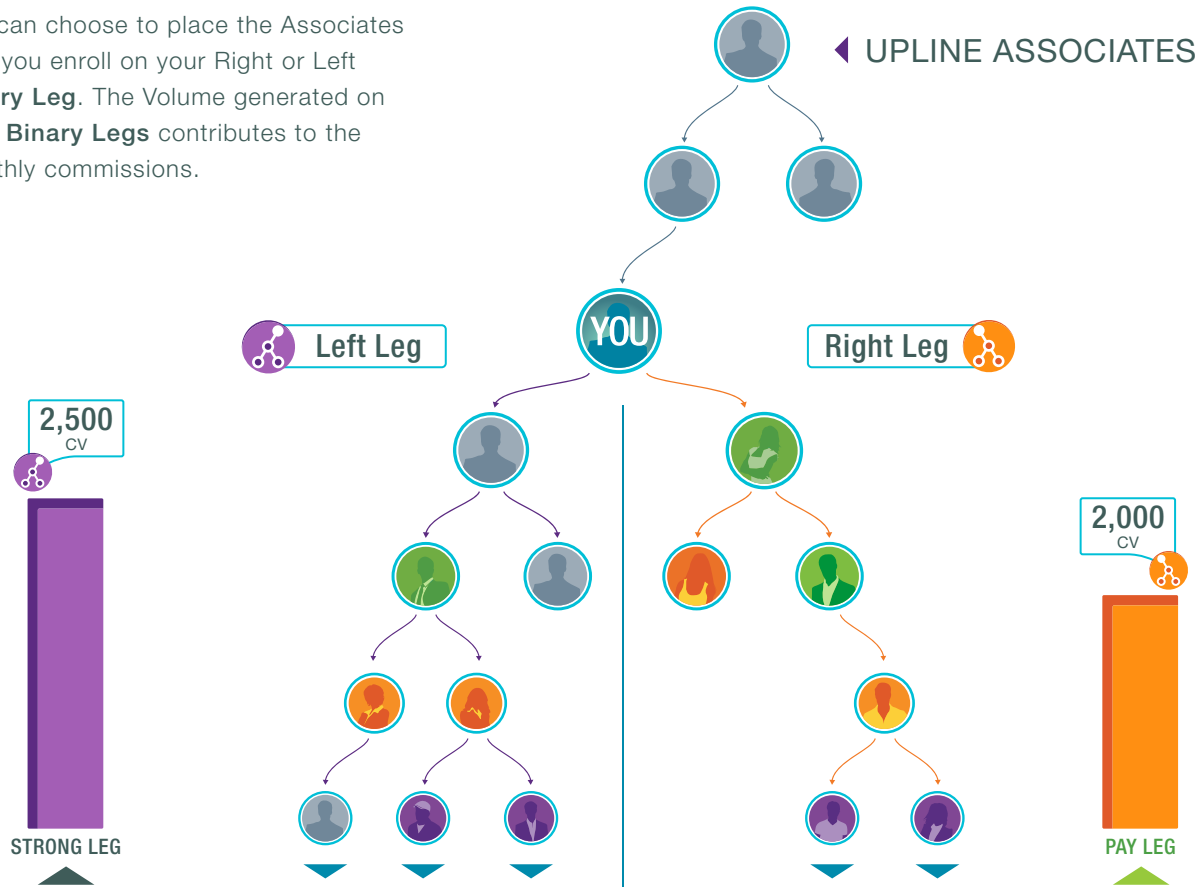 can choose to place the Associates
you enroll on your Right or Left
ry Leg. The Volume generated on
Binary Legs contributes to the
thly commissions.
UPLINE ASSOCIATES
YOU
Left Leg
Right Leg
2,500
CV
2,000
CV
STRONG LEG
PAY LEG